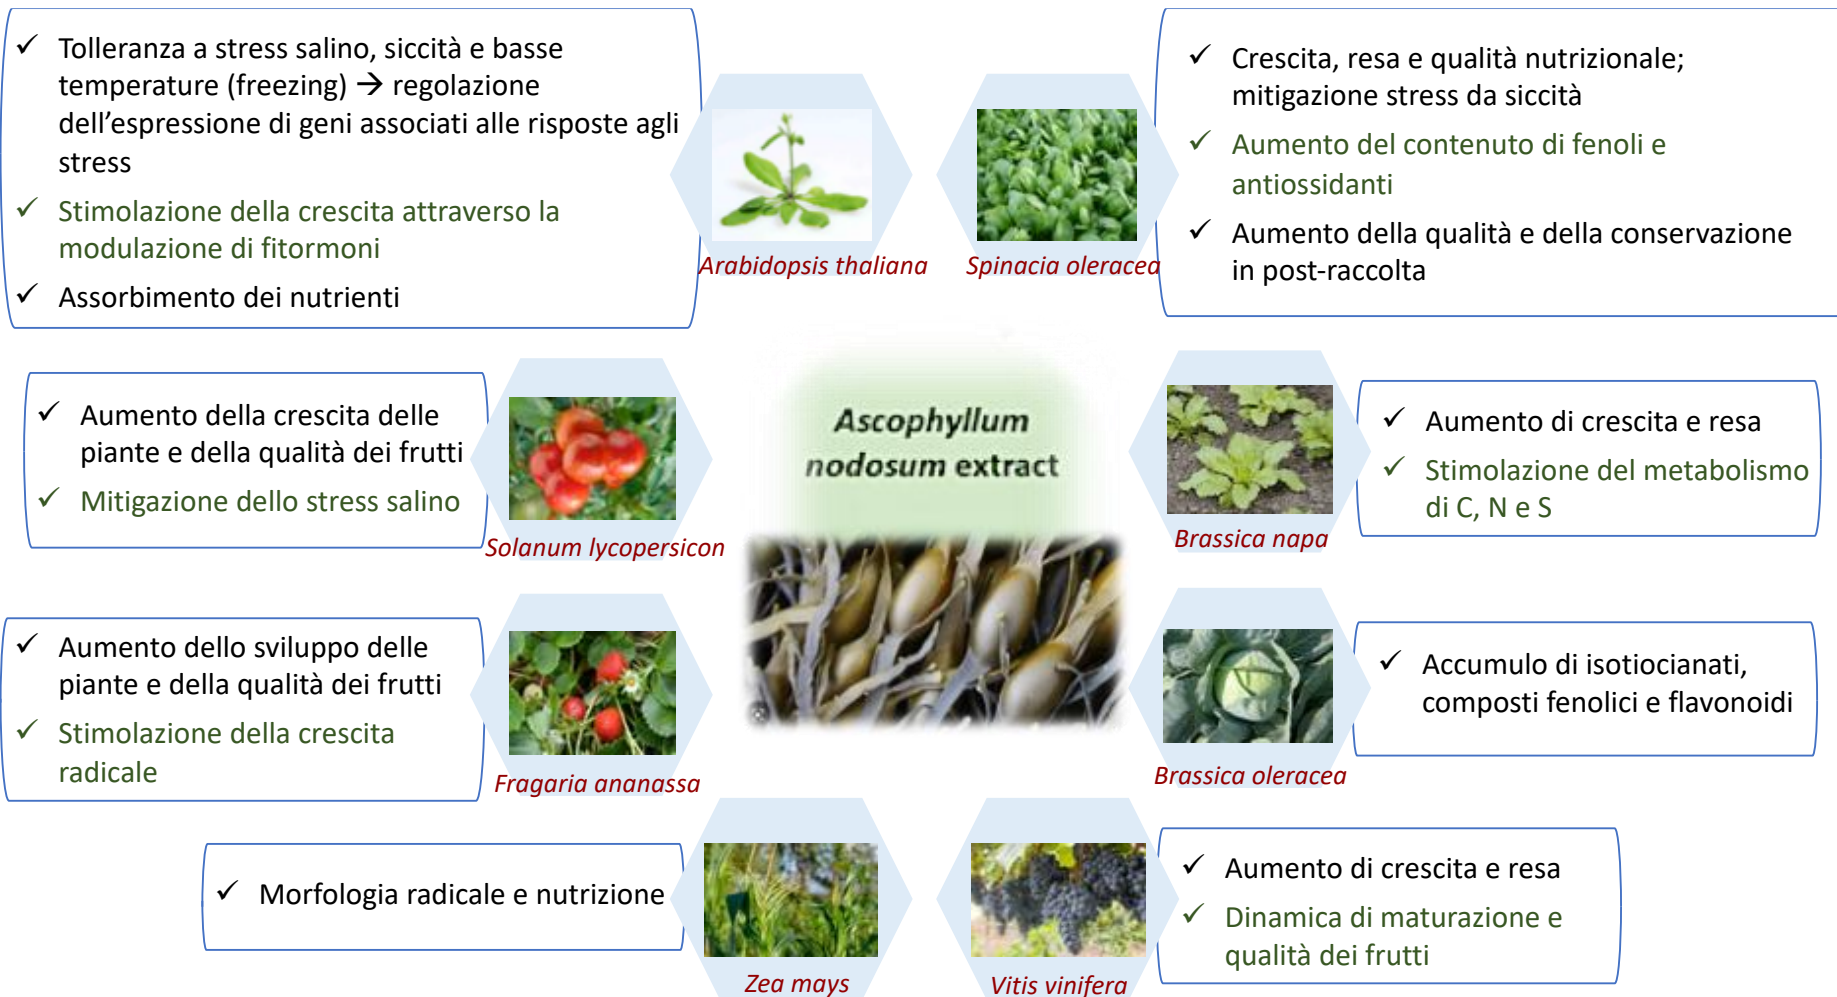 ✓ Tolleranza a stress salino, siccità e basse
temperature (freezing) → regolazione
dell'espressione di geni associati alle risposte agli
stress
✓ Stimolazione della crescita attraverso la
modulazione di fitormoni
✓ Assorbimento dei nutrienti
Arabidopsis thaliana
Spinacia oleracea
✓ Crescita, resa e qualità nutrizionale;
mitigazione stress da siccità
✓ Aumento del contenuto di fenoli e
antiossidanti
✓ Aumento della qualità e della conservazione
in post-raccolta
✓ Aumento della crescita delle
piante e della qualità dei frutti
✓ Mitigazione dello stress salino
Solanum lycopersicon
Ascophyllum
nodosum extract
Brassica napa
✓ Aumento di crescita e resa
✓ Stimolazione del metabolismo
di C, N e S
✓ Aumento dello sviluppo delle
piante e della qualità dei frutti
✓ Stimolazione della crescita
radicale
Fragaria ananassa
Brassica oleracea
✓ Accumulo di isotiocianati,
composti fenolici e flavonoidi
✓ Morfologia radicale e nutrizione
Zea mays
Vitis vinifera
✓ Aumento di crescita e resa
✓ Dinamica di maturazione e
qualità dei frutti